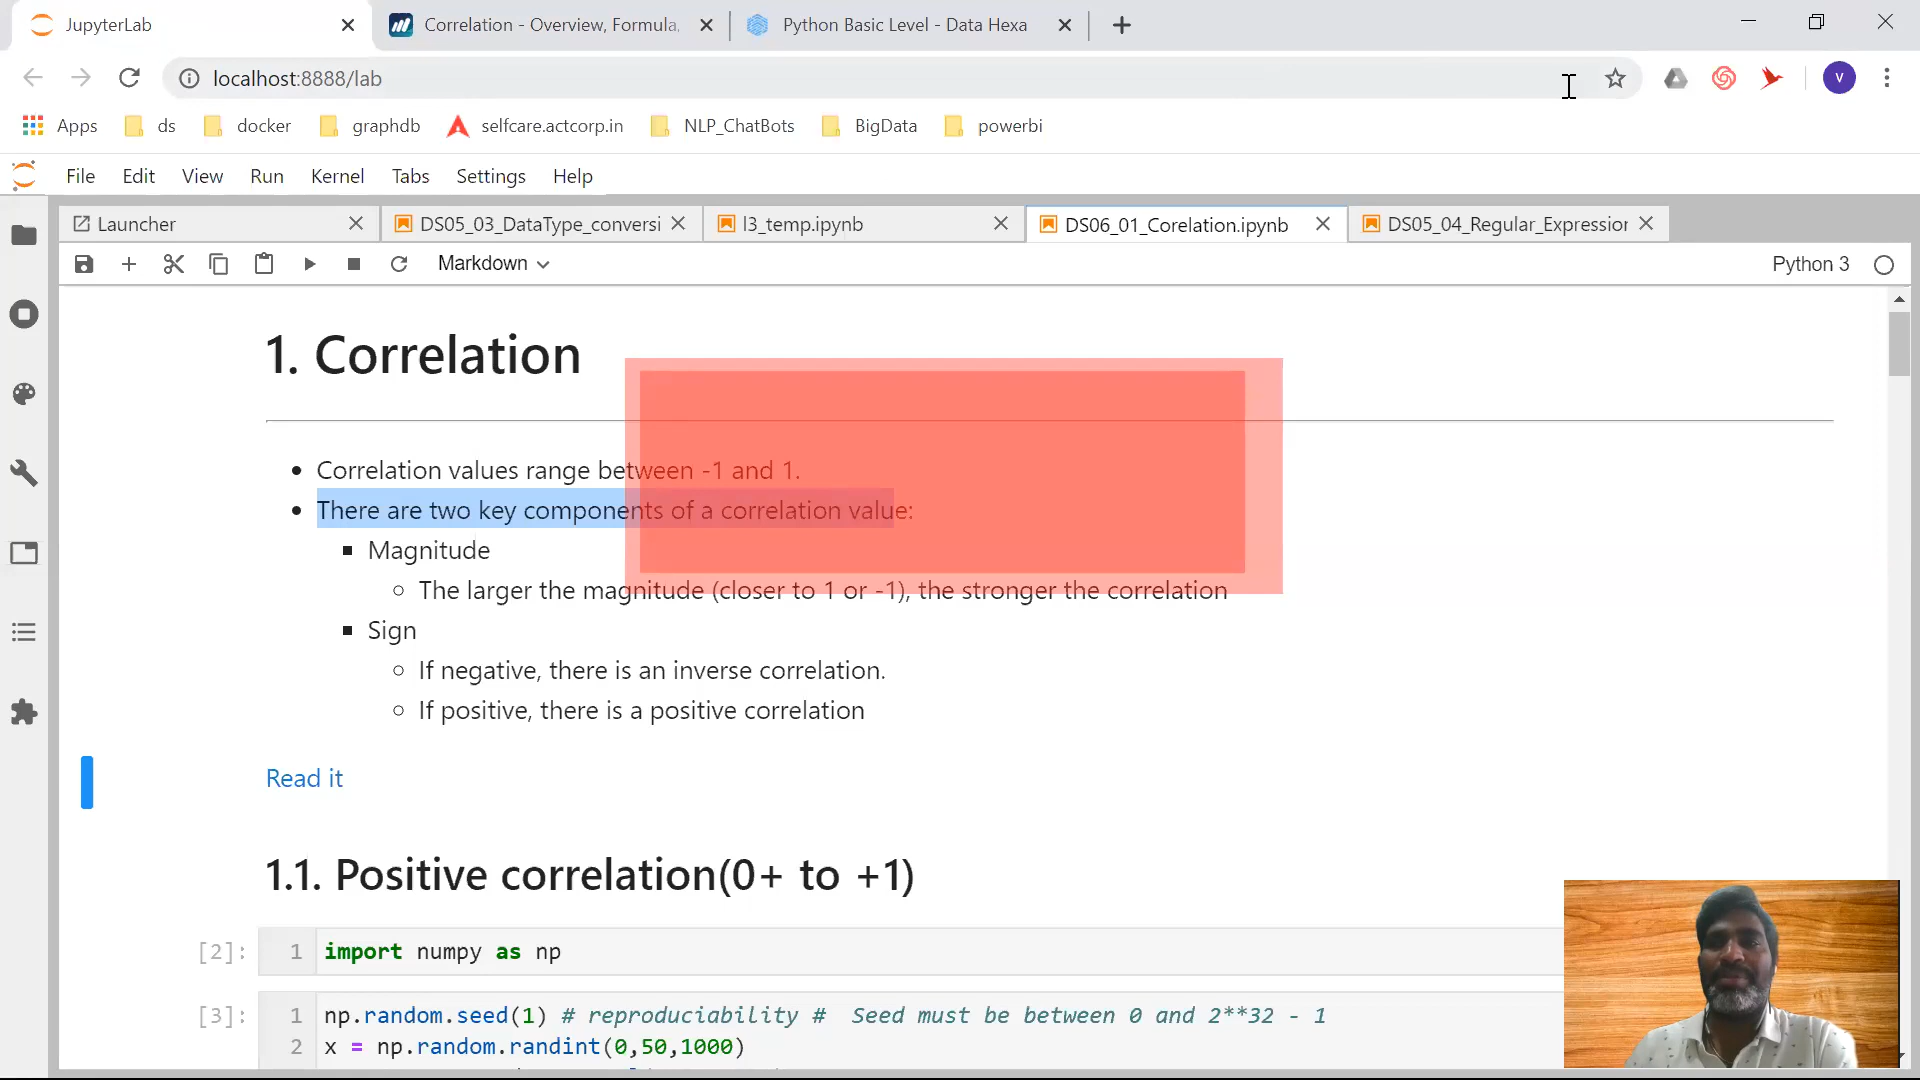 JupyterLab
Correlation - Overview, Formula,
Python Basic Level - Data Hexa
localhost:8888/lab
Apps
ds
docker
graphdb
selfcare.actcorp.in
NLP_ChatBots
BigData
powerbi
V
File
Edit
View
Run
Kernel
Tabs
Settings
Help
Launcher
DS05_03_DataType_conversi
l3_temp.ipynb
DS06_01_Corelation.ipynb
DS05_04_Regular_Expression
Markdown
Python 3
1. Correlation
Correlation values range between -1 and 1.
There are two key components of a correlation value:
Magnitude
The larger the magnitude (closer to 1 or -1), the stronger the correlation
Sign
If negative, there is an inverse correlation.
If positive, there is a positive correlation
Read it
1.1. Positive correlation(0+ to +1)
[2]:
1 import numpy as np
[3]:
1 np.random.seed(1) # reproduciability # Seed must be between 0 and 2**32 - 1
2 x = np.random.randint(0,50,1000)